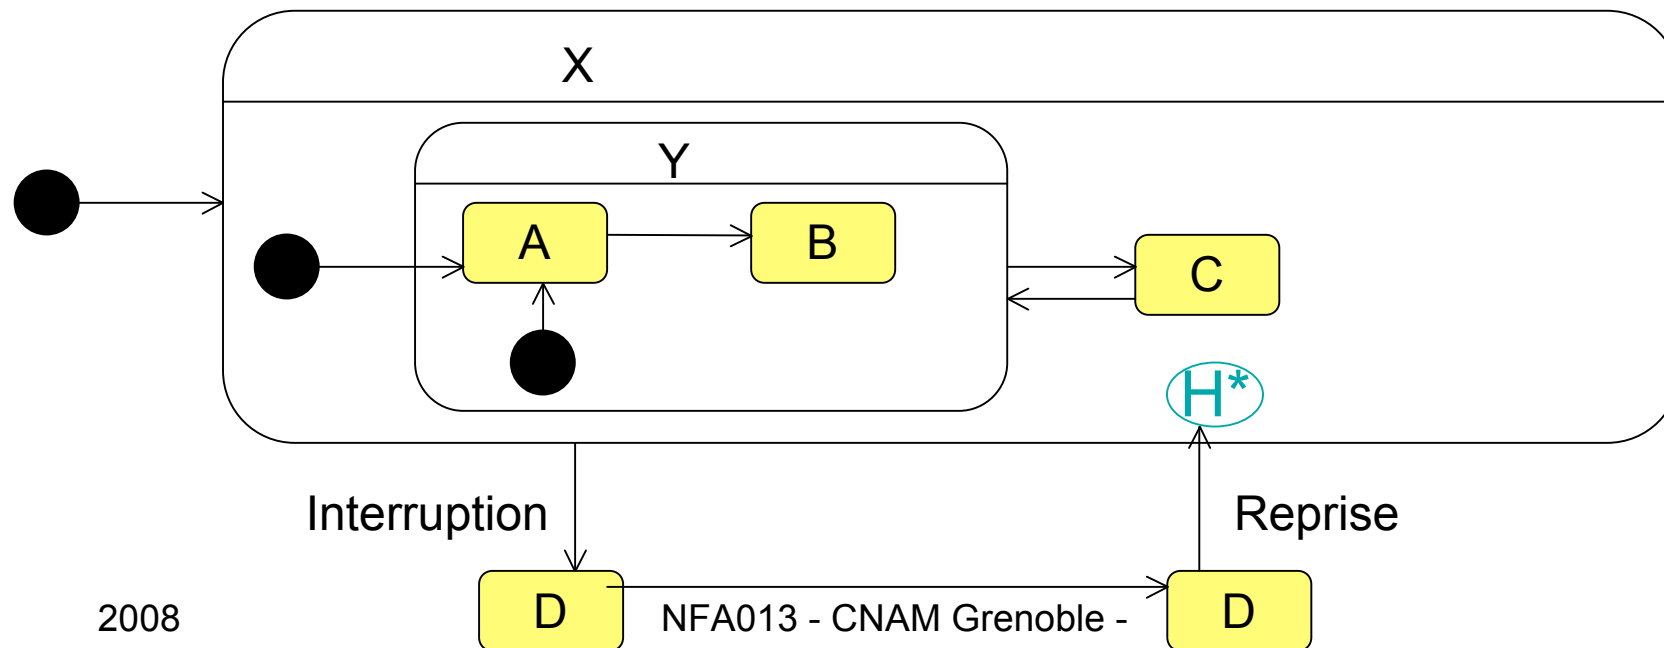 X
Y
A
B
C
H*
Interruption
Reprise
D
D
2008
NFA013 - CNAM Grenoble -